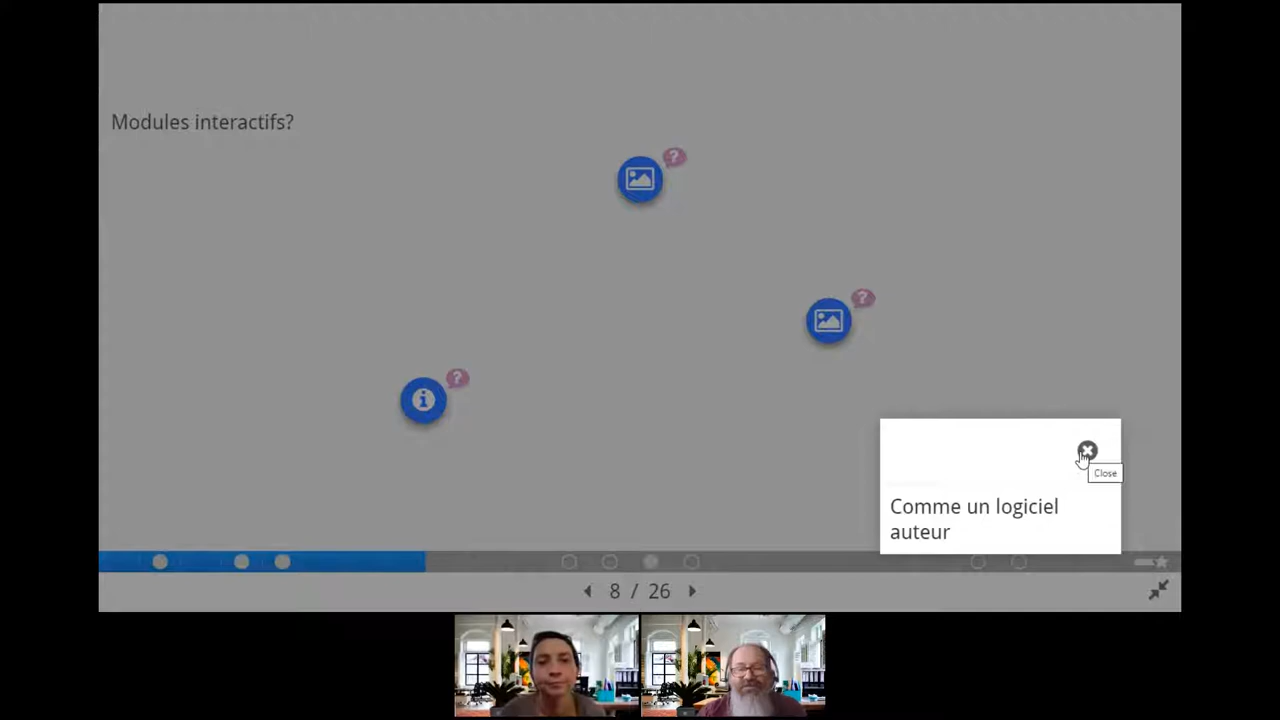 Modules interactifs?
?
?
?
Close
Comme un logiciel
auteur
8 / 26